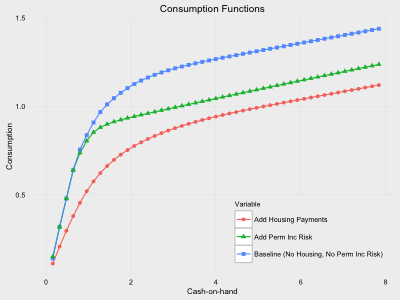 Consumption Functions
1.5
1.0
0.5
Consumption
0
2
4
6
8
Cash-on-hand
Variable
Add Housing Payments
Add Perm Inc Risk
Baseline (No Housing, No Perm Inc Risk)